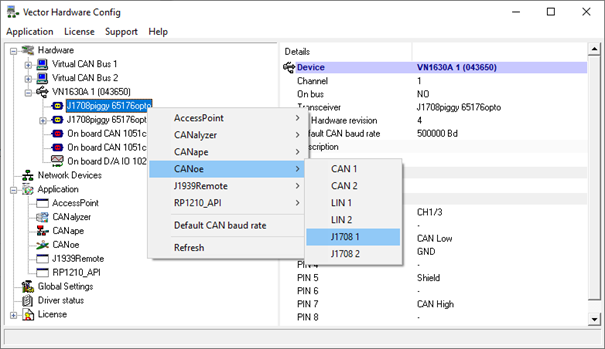 Vector Hardware Config
Application License Support Help
Hardware
Virtual CAN Bus 1
Virtual CAN Bus 2
VN1630A 1 (043650)
J1708piggy 65176opto
J1708piggy 65176opto
On board CAN 1051c
On board CAN 1051c
On board D/A IO 102
Network Devices
Application
AccessPoint
CANalyzer
CANape
CANoe
J1939Remote
RP1210_API
Global Settings
Driver status
License
AccessPoint
CANalyzer
CANape
CANoe
J1939Remote
RP1210_API
Default CAN baud rate
Refresh
CAN 1
CAN 2
LIN 1
LIN 2
J1708 1
J1708 2
Details
Device VN1630A 1 (043650)
Channel 1
On bus NO
Transceiver J1708piggy 65176opto
Hardware revision 4
Default CAN baud rate 500000 Bd
scription
CH1/3
-
CAN Low
GND
PIN 4 -
PIN 5 Shield
PIN 6 -
PIN 7 CAN High
PIN 8 -